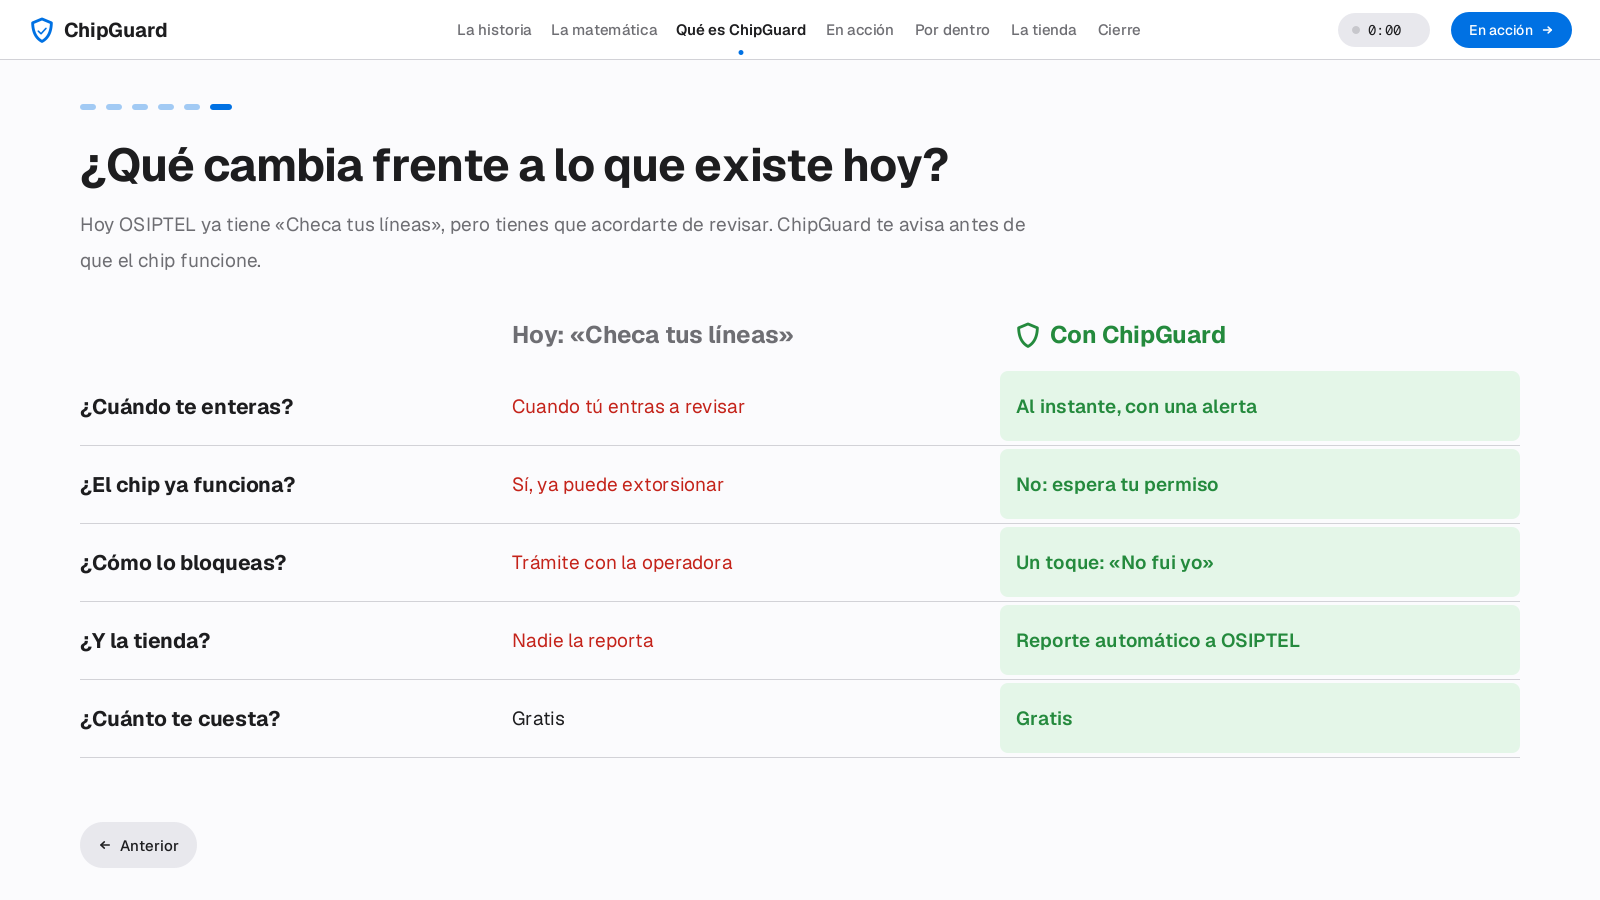 ChipGuard
La historia
La matemática
Qué es ChipGuard
En acción
Por dentro
La tienda
Cierre
0:00
En acción →
¿Qué cambia frente a lo que existe hoy?
Hoy OSIPTEL ya tiene «Checa tus líneas», pero tienes que acordarte de revisar. ChipGuard te avisa antes de
que el chip funcione.
Hoy: «Checa tus líneas»
Con ChipGuard
¿Cuándo te enteras?
Cuando tú entras a revisar
Al instante, con una alerta
¿El chip ya funciona?
Sí, ya puede extorsionar
No: espera tu permiso
¿Cómo lo bloqueas?
Trámite con la operadora
Un toque: «No fui yo»
¿Y la tienda?
Nadie la reporta
Reporte automático a OSIPTEL
¿Cuánto te cuesta?
Gratis
Gratis
← Anterior